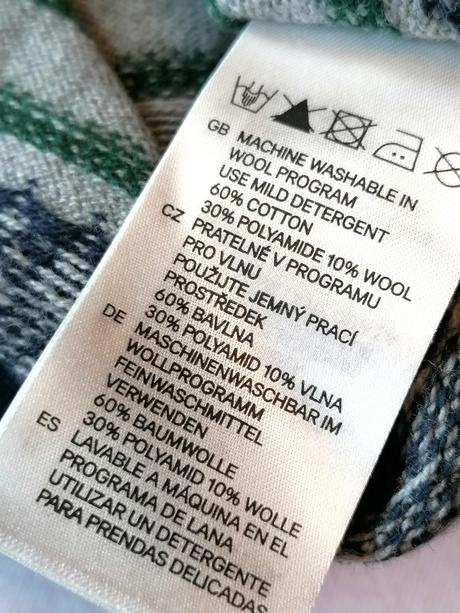 GB MACHINE WASHABLE IN
WOOL PROGRAM
USE MILD DETERGENT
60% COTTON
30% POLYAMIDE 10% WOOL
CZ PRATELNÉ V PROGRAMU
PRO VLNU
POUŽUTE JEMNÝ PRACÍ
PROSTŘEDEK
60% BAVLNA
30% POLYAMID 10% VLNA
DE MASCHINENWASCHBAR IM
WOLLPROGRAMM
FEINWASCHMITTEL
VERWENDEN
60% BAUMWOLLE
30% POLYAMID 10% WOLLE
ES LAVABLE A MÁQUINA EN EL
PROGRAMA DE LANA
UTILIZAR UN DETERGENTE
PARA PRENDAS DELICADAS